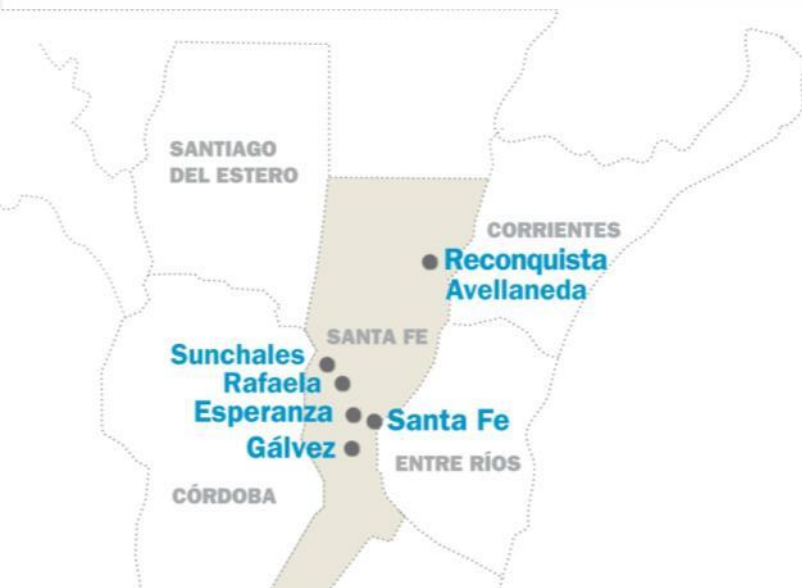 SANTIAGO
DEL ESTERO
CORRIENTES
Reconquista
Avellaneda
SANTA FE
Sunchales
Rafaela
Esperanza
Santa Fe
Gálvez
ENTRE RÍOS
CÓRDOBA